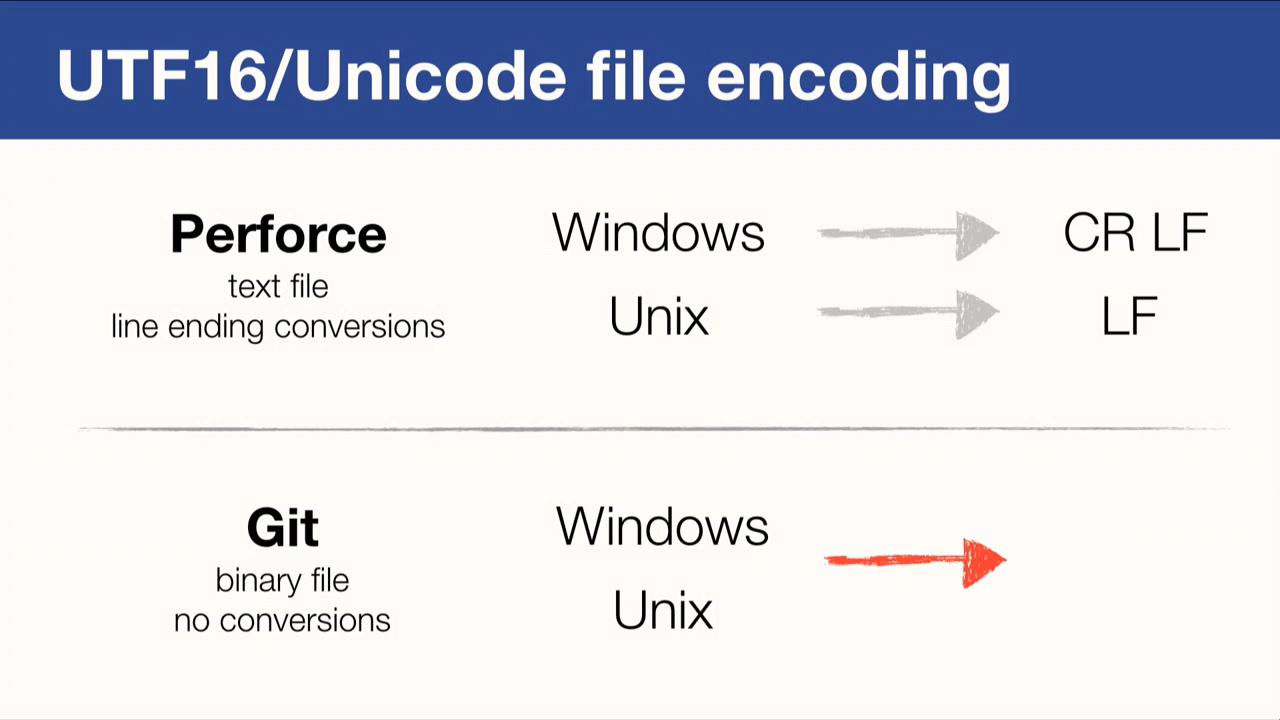 UTF16/Unicode file encoding
Perforce
text file
line ending conversions
Windows
CR LF
Unix
LF
Git
binary file
no conversions
Windows
Unix